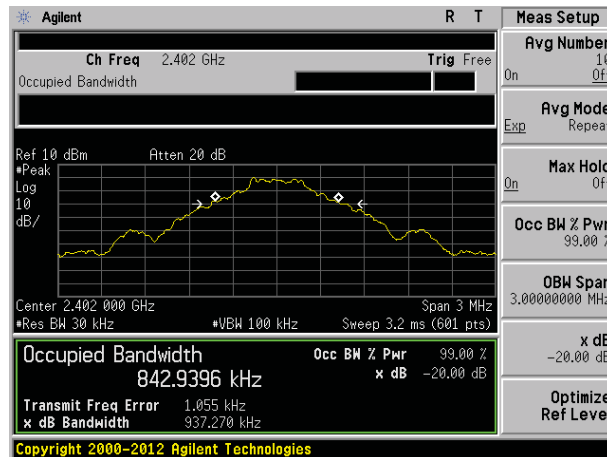 Agilent R T Meas Setup
Ch Freq 2.402 GHz Trig Free
Occupied Bandwidth
Avg Number
10
On Off
Avg Mode
Exp Repeat
Max Hold
On Off
Occ BW % Pwr
99.00 %
OBW Span
3.00000000 MHz
x dB
-20.00 dB
Optimize
Ref Level
Ref 10 dBm Atten 20 dB
#Peak
Log
10
dB/
Center 2.402 000 GHz Span 3 MHz
#Res BW 30 kHz #VBW 100 kHz Sweep 3.2 ms (601 pts)
Occupied Bandwidth Occ BW % Pwr 99.00 %
842.9396 kHz x dB -20.00 dB
Transmit Freq Error 1.055 kHz
x dB Bandwidth 937.270 kHz
Copyright 2000-2012 Agilent Technologies